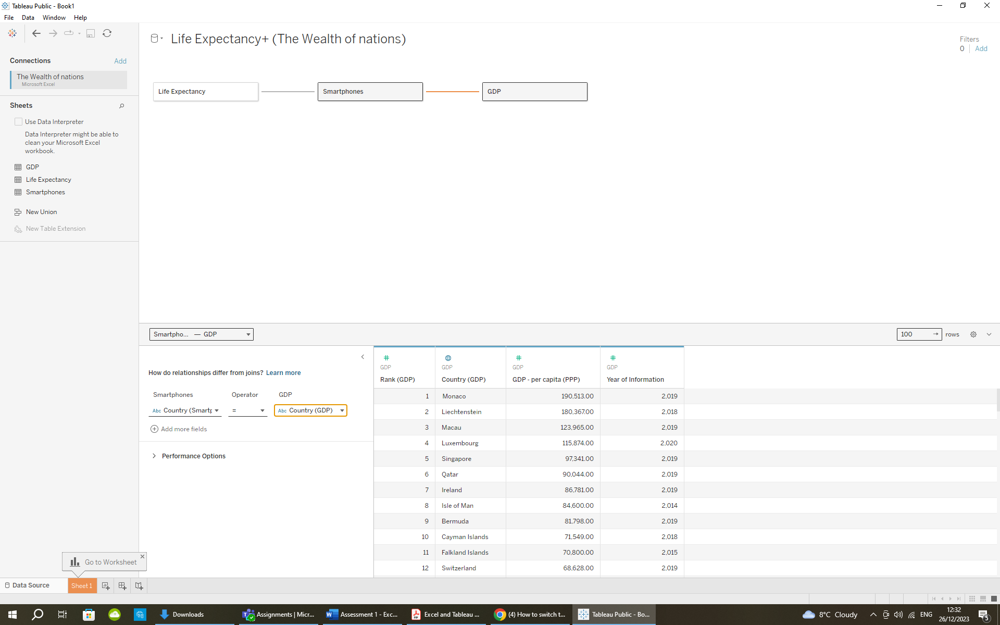 Tableau Public - Book1
File Data Window Help
Connections Add
The Wealth of nations
Microsoft Excel
Sheets
Use Data Interpreter
Data Interpreter might be able to
clean your Microsoft Excel
workbook.
GDP
Life Expectancy
Smartphones
New Union
New Table Extension
Life Expectancy+ (The Wealth of nations)
Filters
0 Add
Life Expectancy Smartphones GDP
Smartpho... — GDP 100 rows
How do relationships differ from joins? Learn more
Smartphones Operator GDP
Abc Country (Smartp = Abc Country (GDP)
Add more fields
Performance Options
GDP GDP GDP GDP
Rank (GDP) Country (GDP) GDP - per capita (PPP) Year of Information
1 Monaco 190,513.00 2,019
2 Liechtenstein 180,367.00 2,018
3 Macau 123,965.00 2,019
4 Luxembourg 115,874.00 2,020
5 Singapore 97,341.00 2,019
6 Qatar 90,044.00 2,019
7 Ireland 86,781.00 2,019
8 Isle of Man 84,600.00 2,014
9 Bermuda 81,798.00 2,019
10 Cayman Islands 71,549.00 2,018
11 Falkland Islands 70,800.00 2,015
12 Switzerland 68,628.00 2,019
Go to Worksheet
Data Source Sheet 1
Downloads Assignments | Micr... Assessment 1 - Exc... Excel and Tableau ... (4) How to switch t... Tableau Public - Bo... 8°C Cloudy ENG 12:32
26/12/2023 5